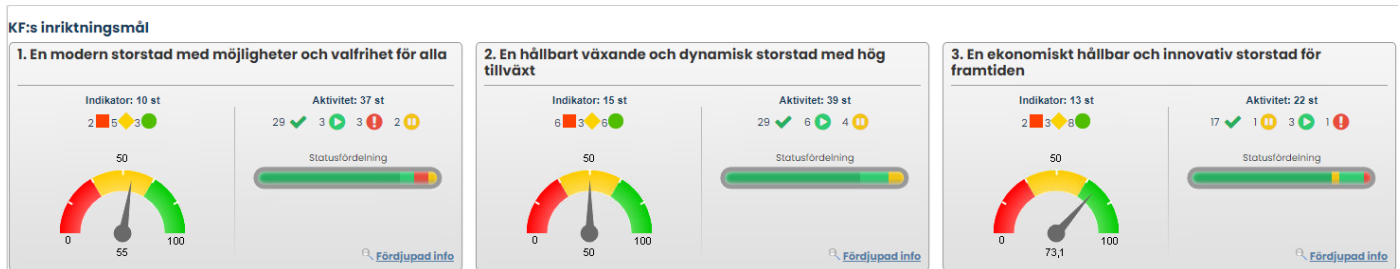 KF:s inriktningsmål
1. En modern storstad med möjligheter och valfrihet för alla
Indikator: 10 st
2 5 3
Aktivitet: 37 st
29 3 3 2
Statusfördelning
50
0
100
55
Fördjupad info
2. En hållbart växande och dynamisk storstad med hög
tillväxt
Indikator: 15 st
6 3 6
Aktivitet: 39 st
29 6 4
Statusfördelning
50
0
100
50
Fördjupad info
3. En ekonomiskt hållbar och innovativ storstad för
framtiden
Indikator: 13 st
2 3 8
Aktivitet: 22 st
17 1 3 1
Statusfördelning
50
0
100
73,1
Fördjupad info